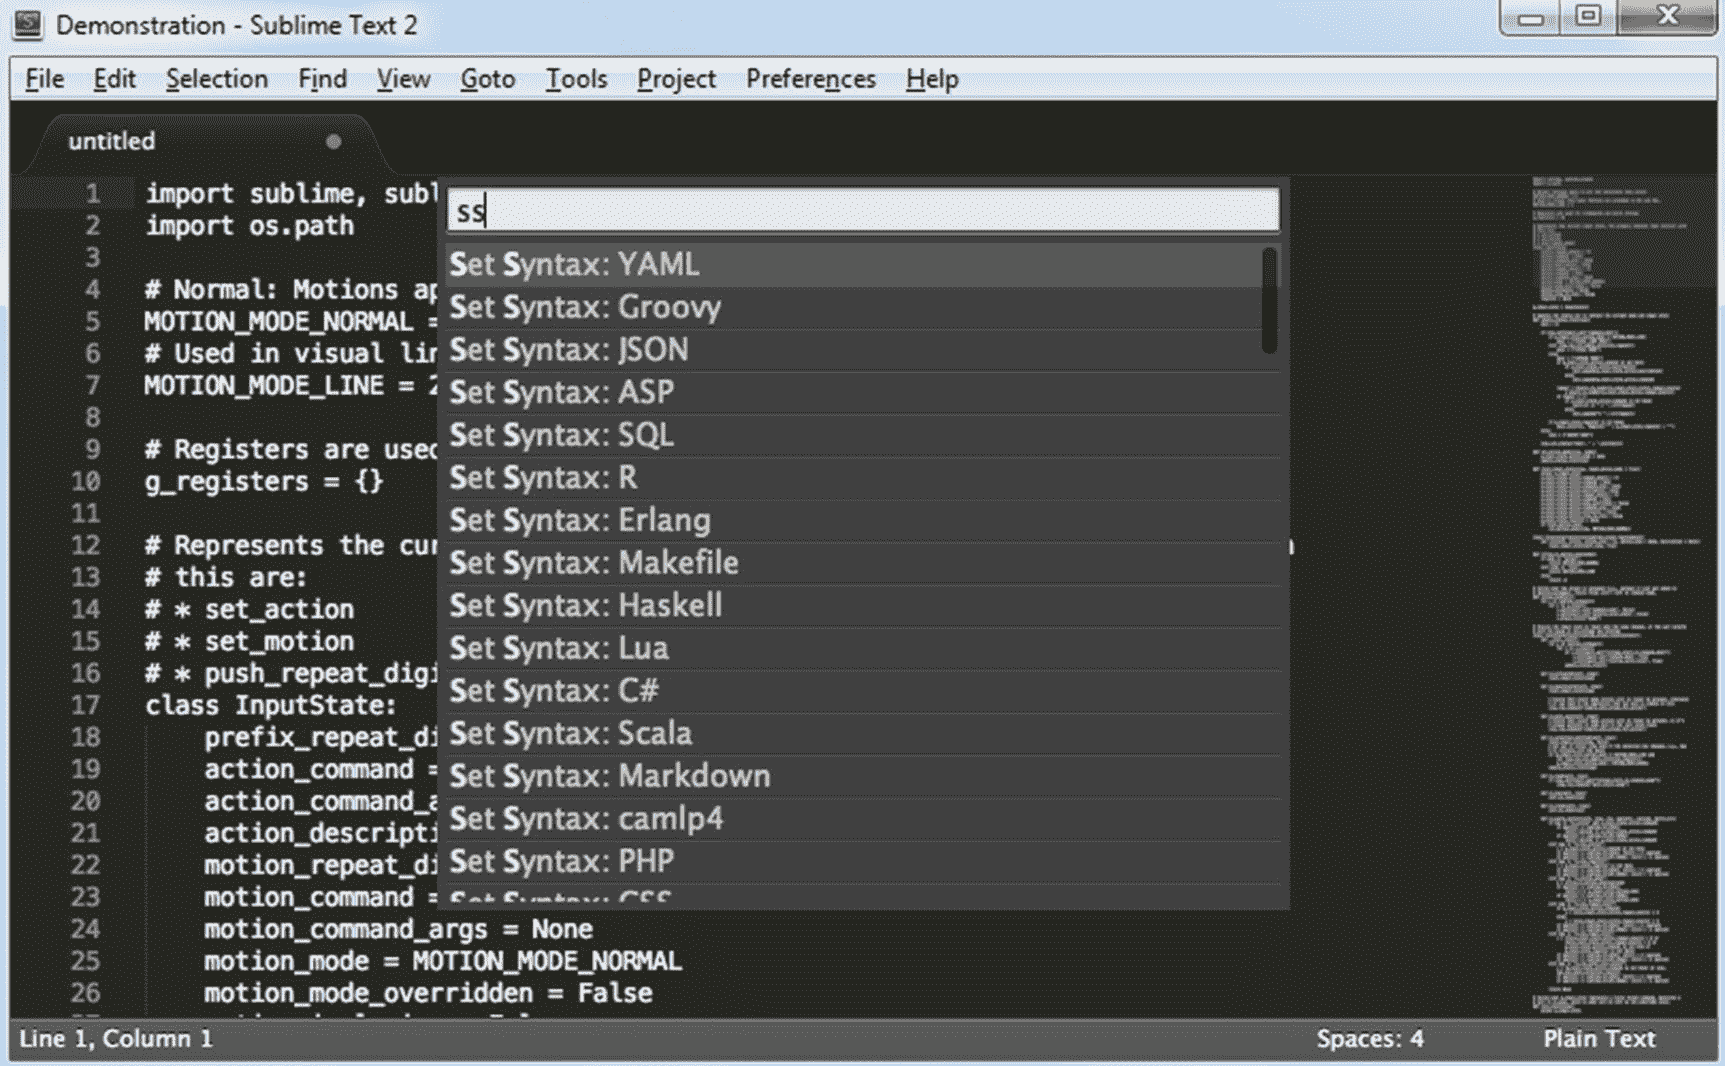 Demonstration - Sublime Text 2
File Edit Selection Find View Goto Tools Project Preferences Help
untitled
ss
Set Syntax: YAML
Set Syntax: Groovy
Set Syntax: JSON
Set Syntax: ASP
Set Syntax: SQL
Set Syntax: R
Set Syntax: Erlang
Set Syntax: Makefile
Set Syntax: Haskell
Set Syntax: Lua
Set Syntax: C#
Set Syntax: Scala
Set Syntax: Markdown
Set Syntax: camlp4
Set Syntax: PHP
Set Syntax: CSS
1 import sublime, subl
2 import os.path
3
4 # Normal: Motions ap
5 MOTION_MODE_NORMAL =
6 # Used in visual lin
7 MOTION_MODE_LINE = 2
8
9 # Registers are used
10 g_registers = {}
11
12 # Represents the cur
13 # this are:
14 # * set_action
15 # * set_motion
16 # * push_repeat_digi
17 class InputState:
18 prefix_repeat_di
19 action_command =
20 action_command_a
21 action_descripti
22 motion_repeat_di
23 motion_command =
24 motion_command_args = None
25 motion_mode = MOTION_MODE_NORMAL
26 motion_mode_overridden = False
Line 1, Column 1 Spaces: 4 Plain Text